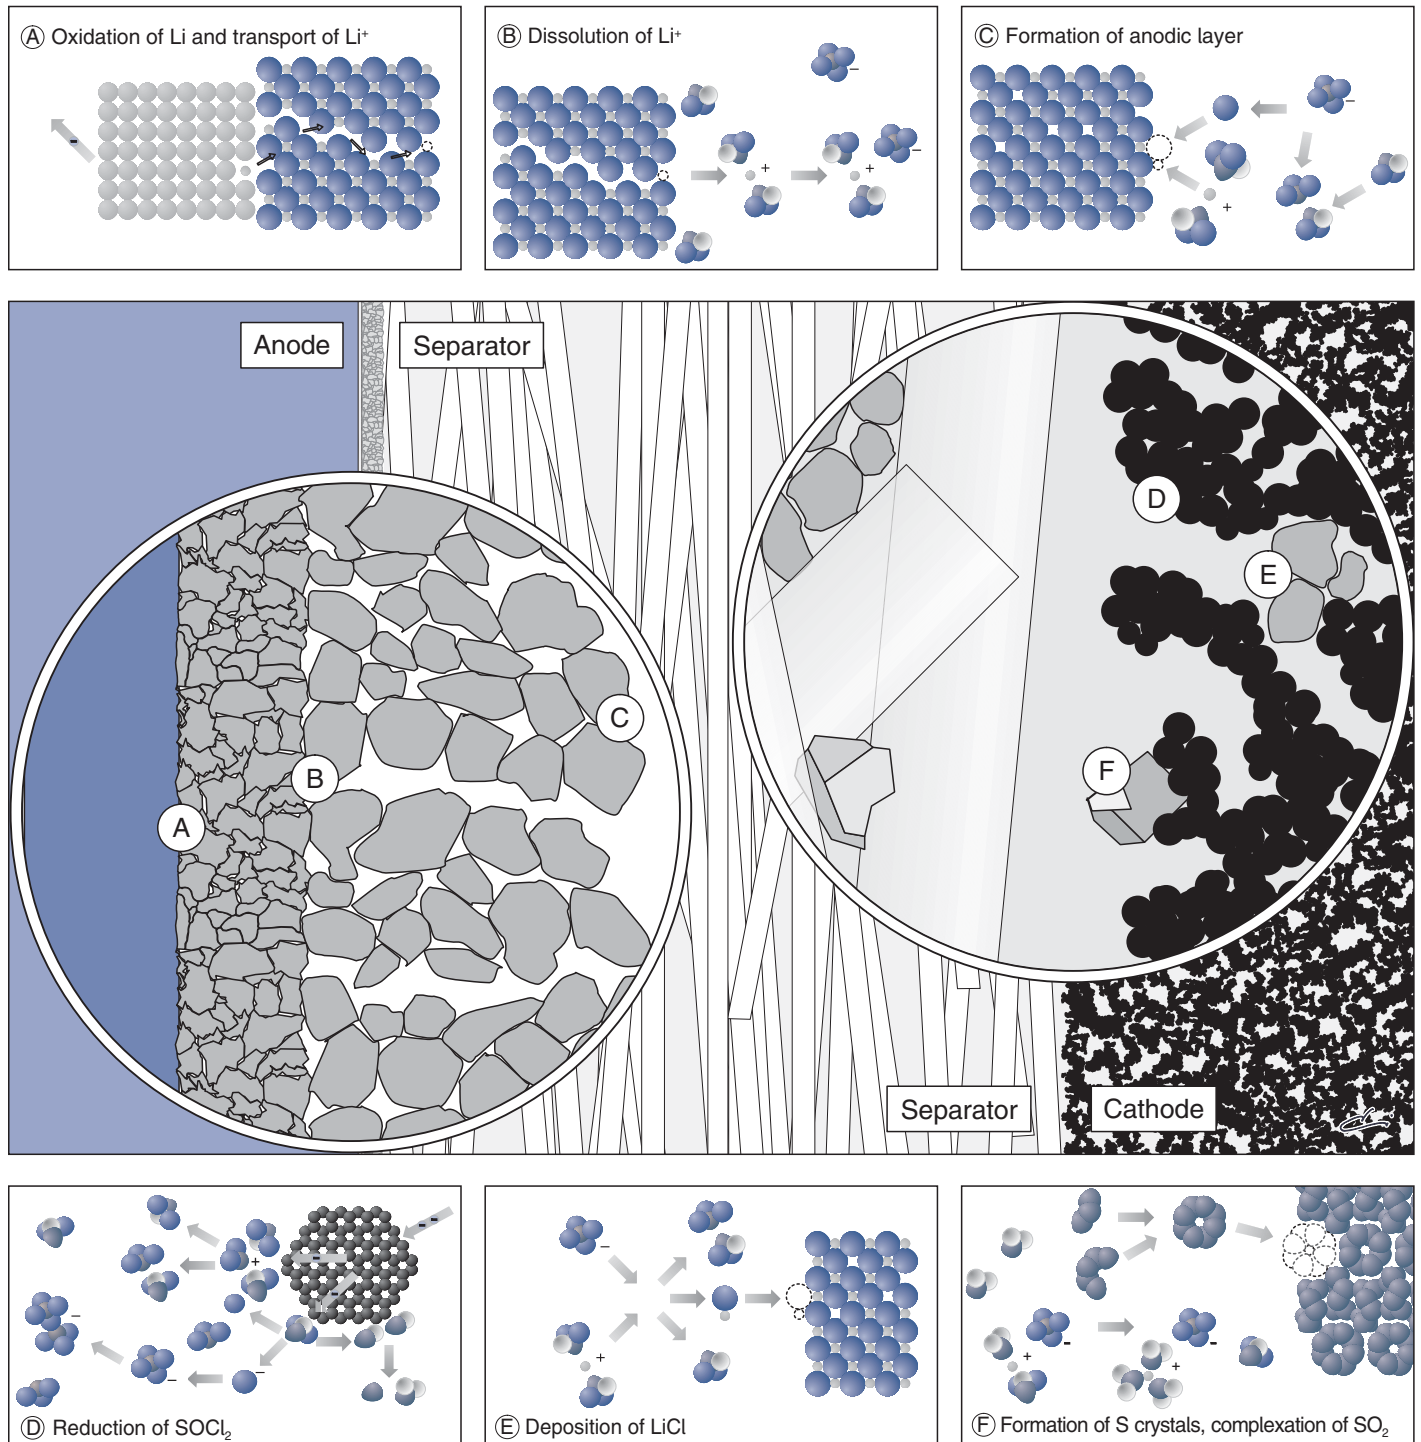 A Oxidation of Li and transport of Li⁺
B Dissolution of Li⁺
C Formation of anodic layer
-
+
+
-
-
+
-
Anode
Separator
D
E
C
B
F
A
Separator
Cathode
- -
-
+
-
-
-
-
-
+
-
-
+
+
D Reduction of SOCl₂
E Deposition of LiCl
F Formation of S crystals, complexation of SO₂